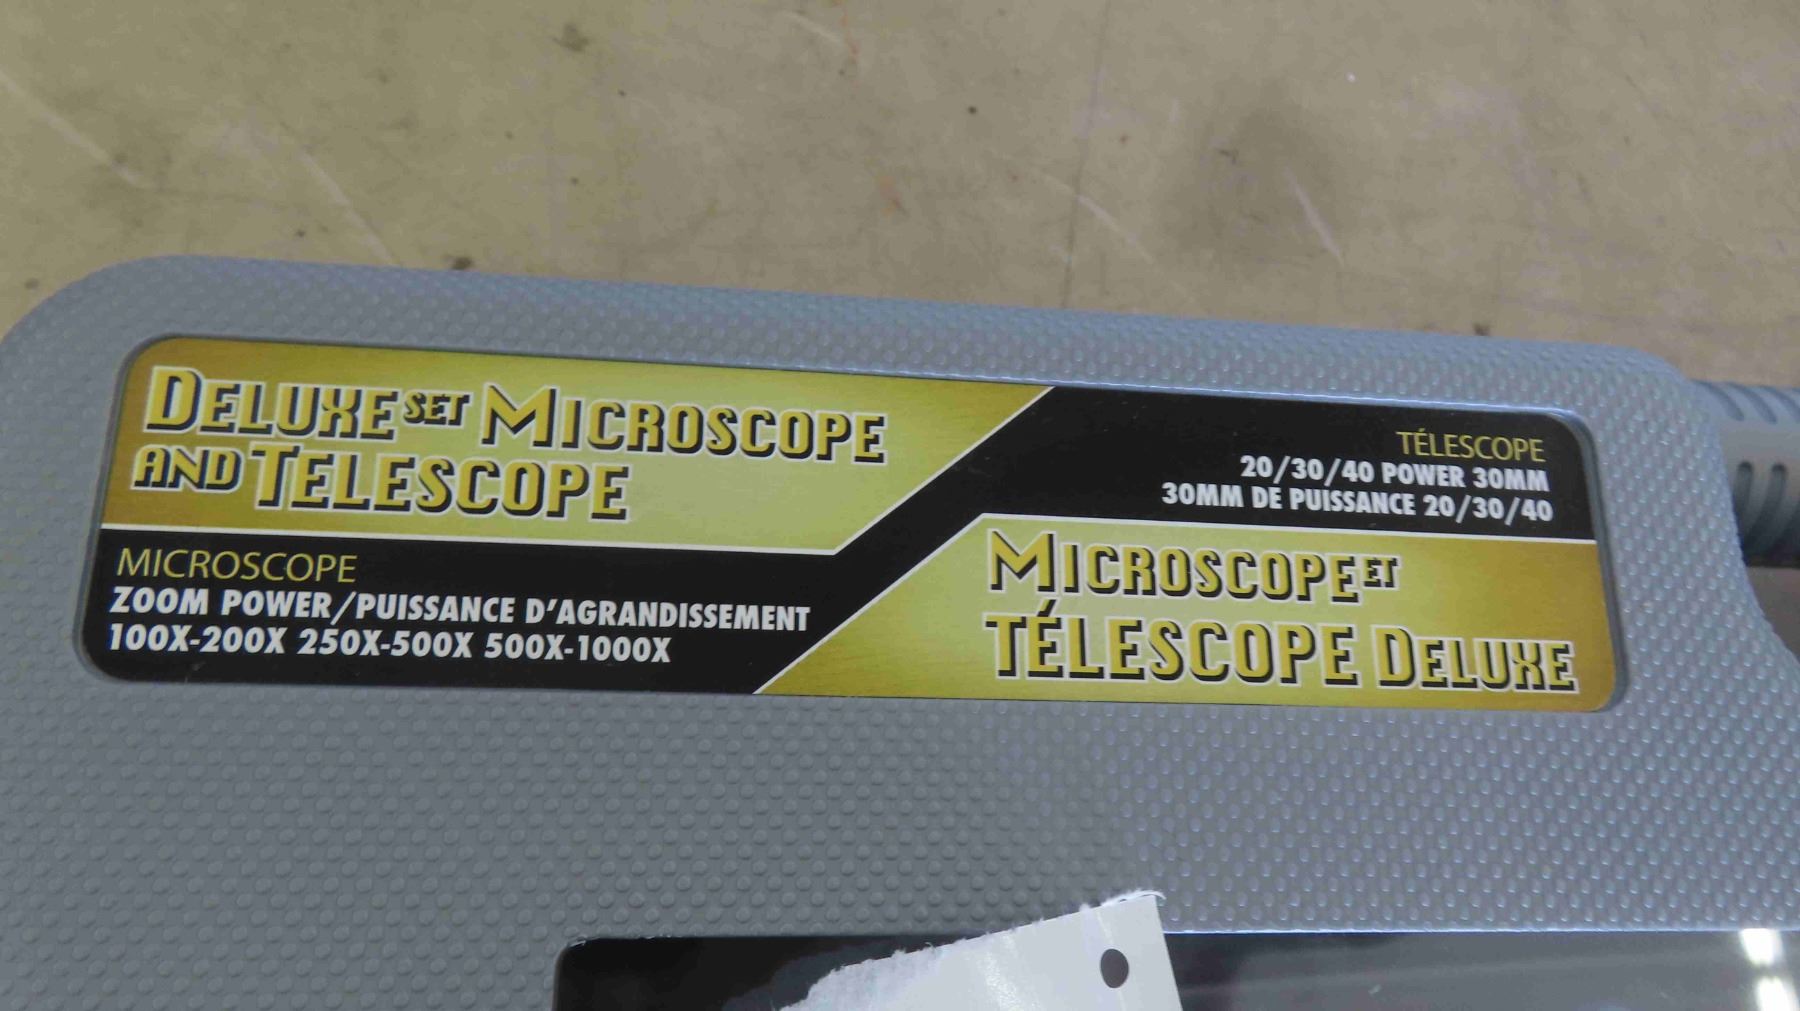 DELUXE SET MICROSCOPE
AND TELESCOPE
MICROSCOPE
ZOOM POWER/PUISSANCE D'AGRANDISSEMENT
100X-200X 250X-500X 500X-1000X
TÉLESCOPE
20/30/40 POWER 30MM
30MM DE PUISSANCE 20/30/40
MICROSCOPE ET
TÉLESCOPE DELUXE